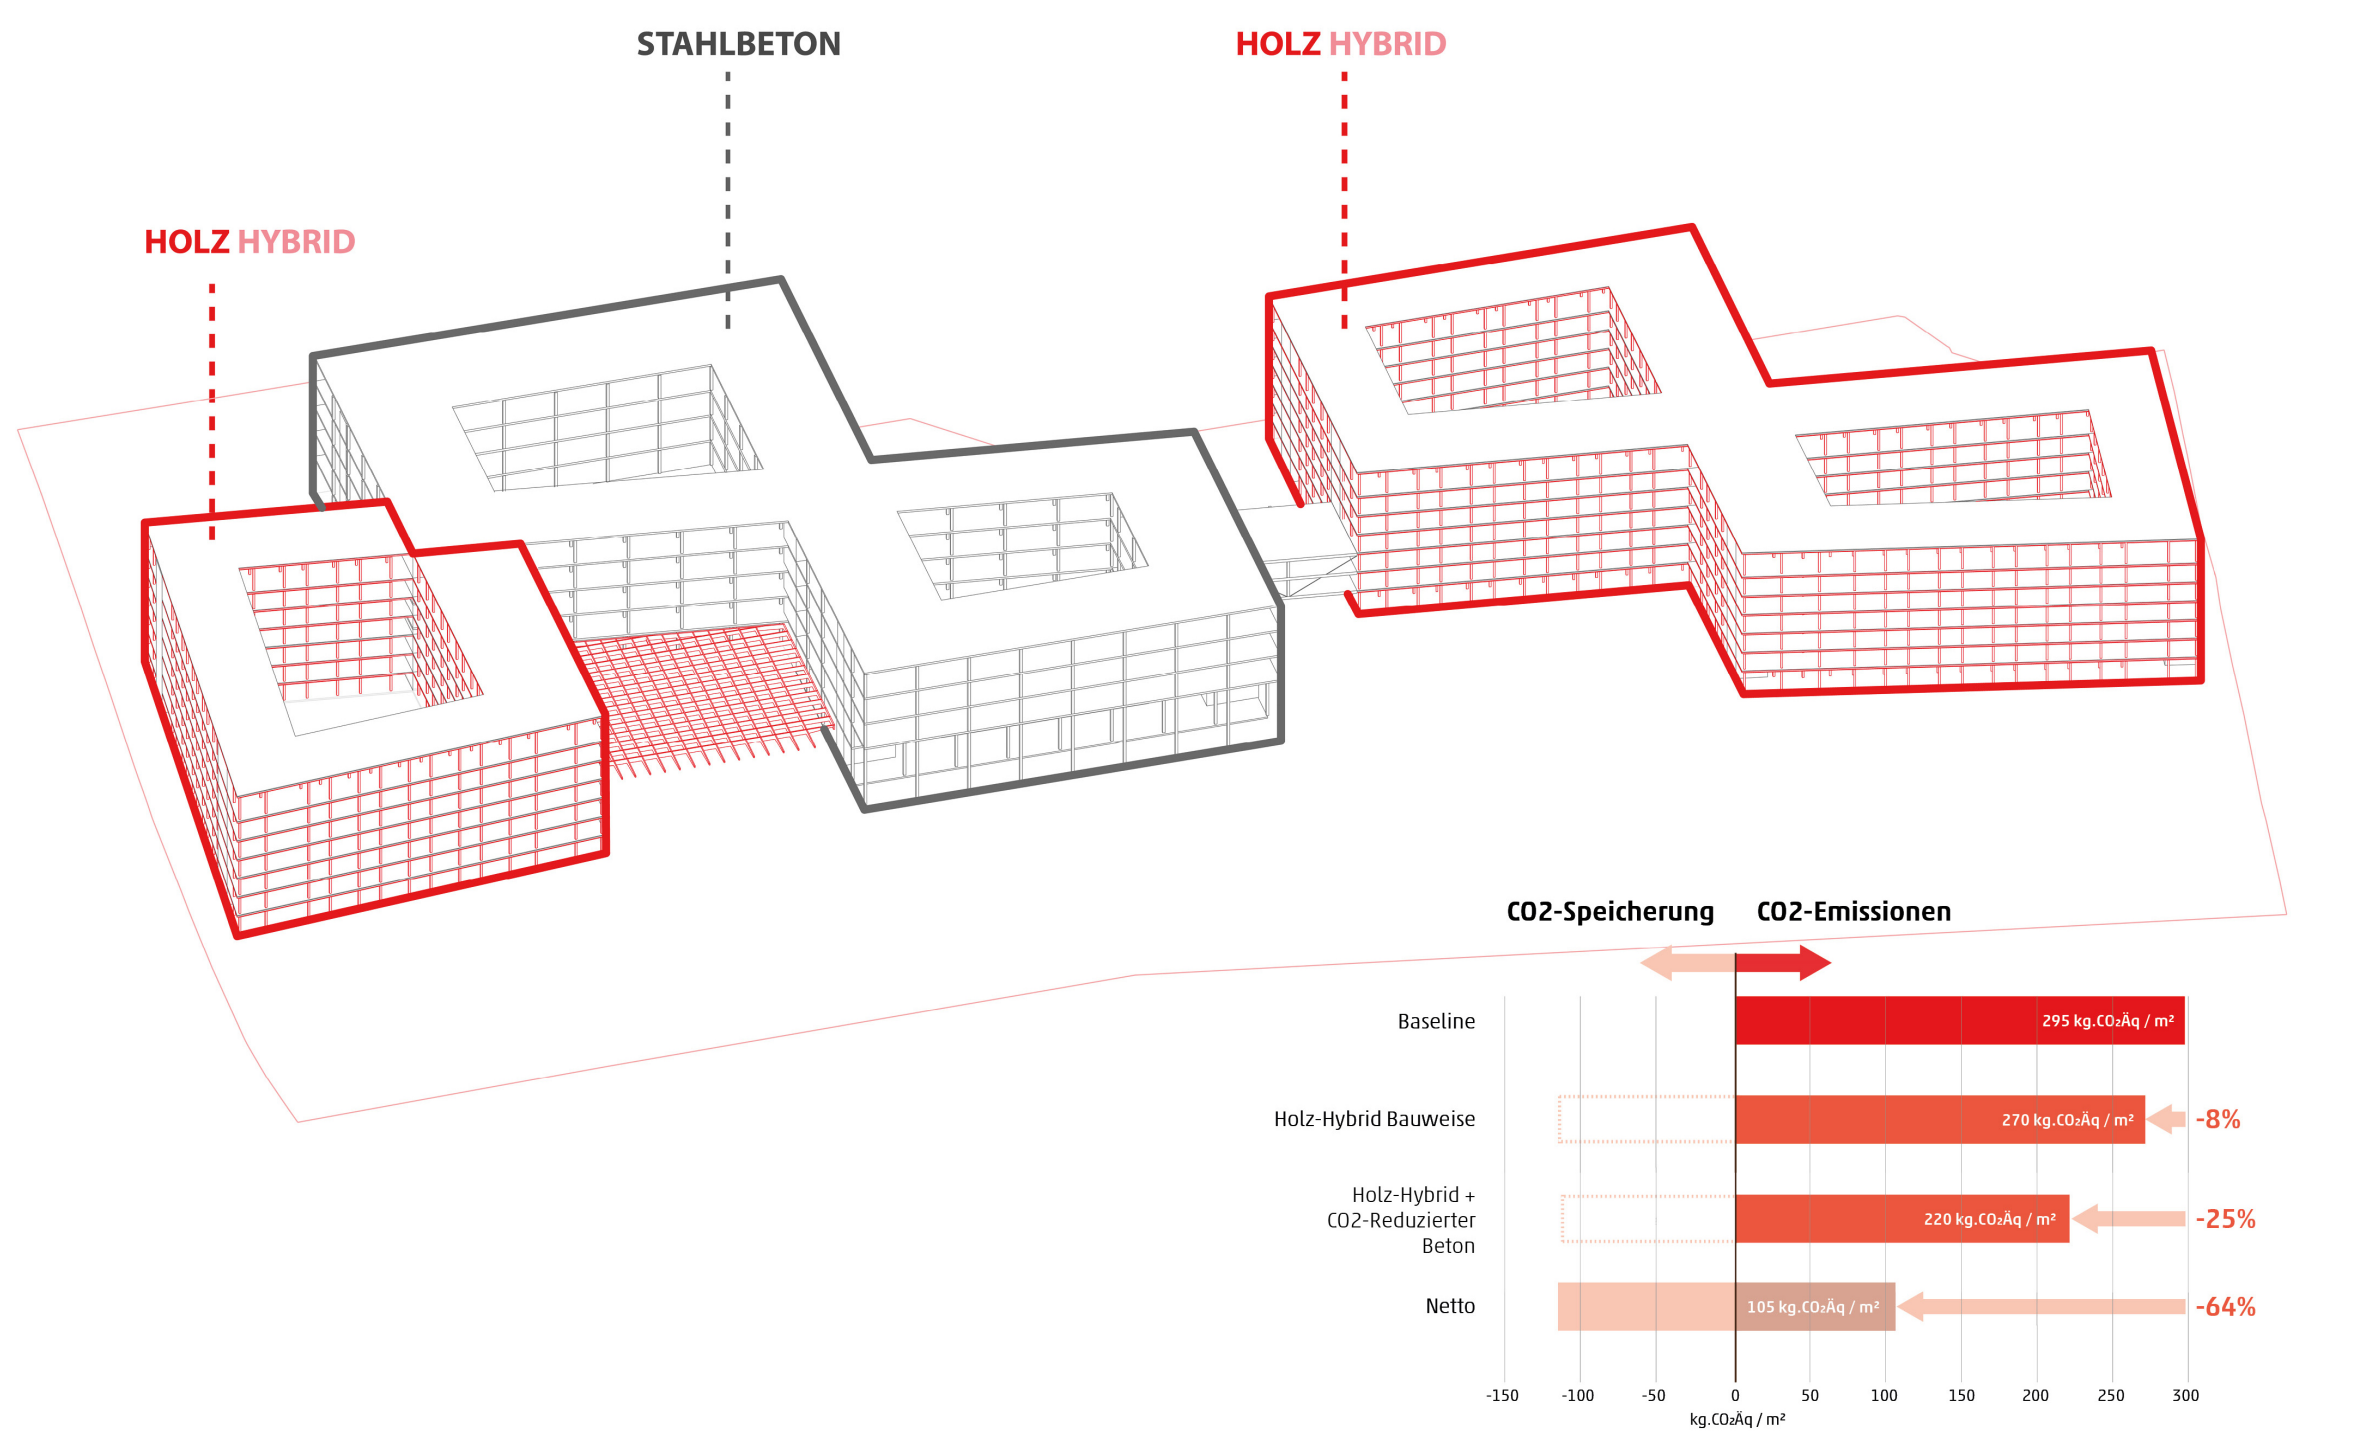 STAHLBETON
HOLZ HYBRID
HOLZ HYBRID
CO2-Speicherung
CO2-Emissionen
Baseline
295 kg.CO₂Äq / m²
Holz-Hybrid Bauweise
270 kg.CO₂Äq / m²
-8%
Holz-Hybrid +
CO2-Reduzierter
Beton
220 kg.CO₂Äq / m²
-25%
Netto
105 kg.CO₂Äq / m²
-64%
-150 -100 -50 0 50 100 150 200 250 300
kg.CO₂Äq / m²